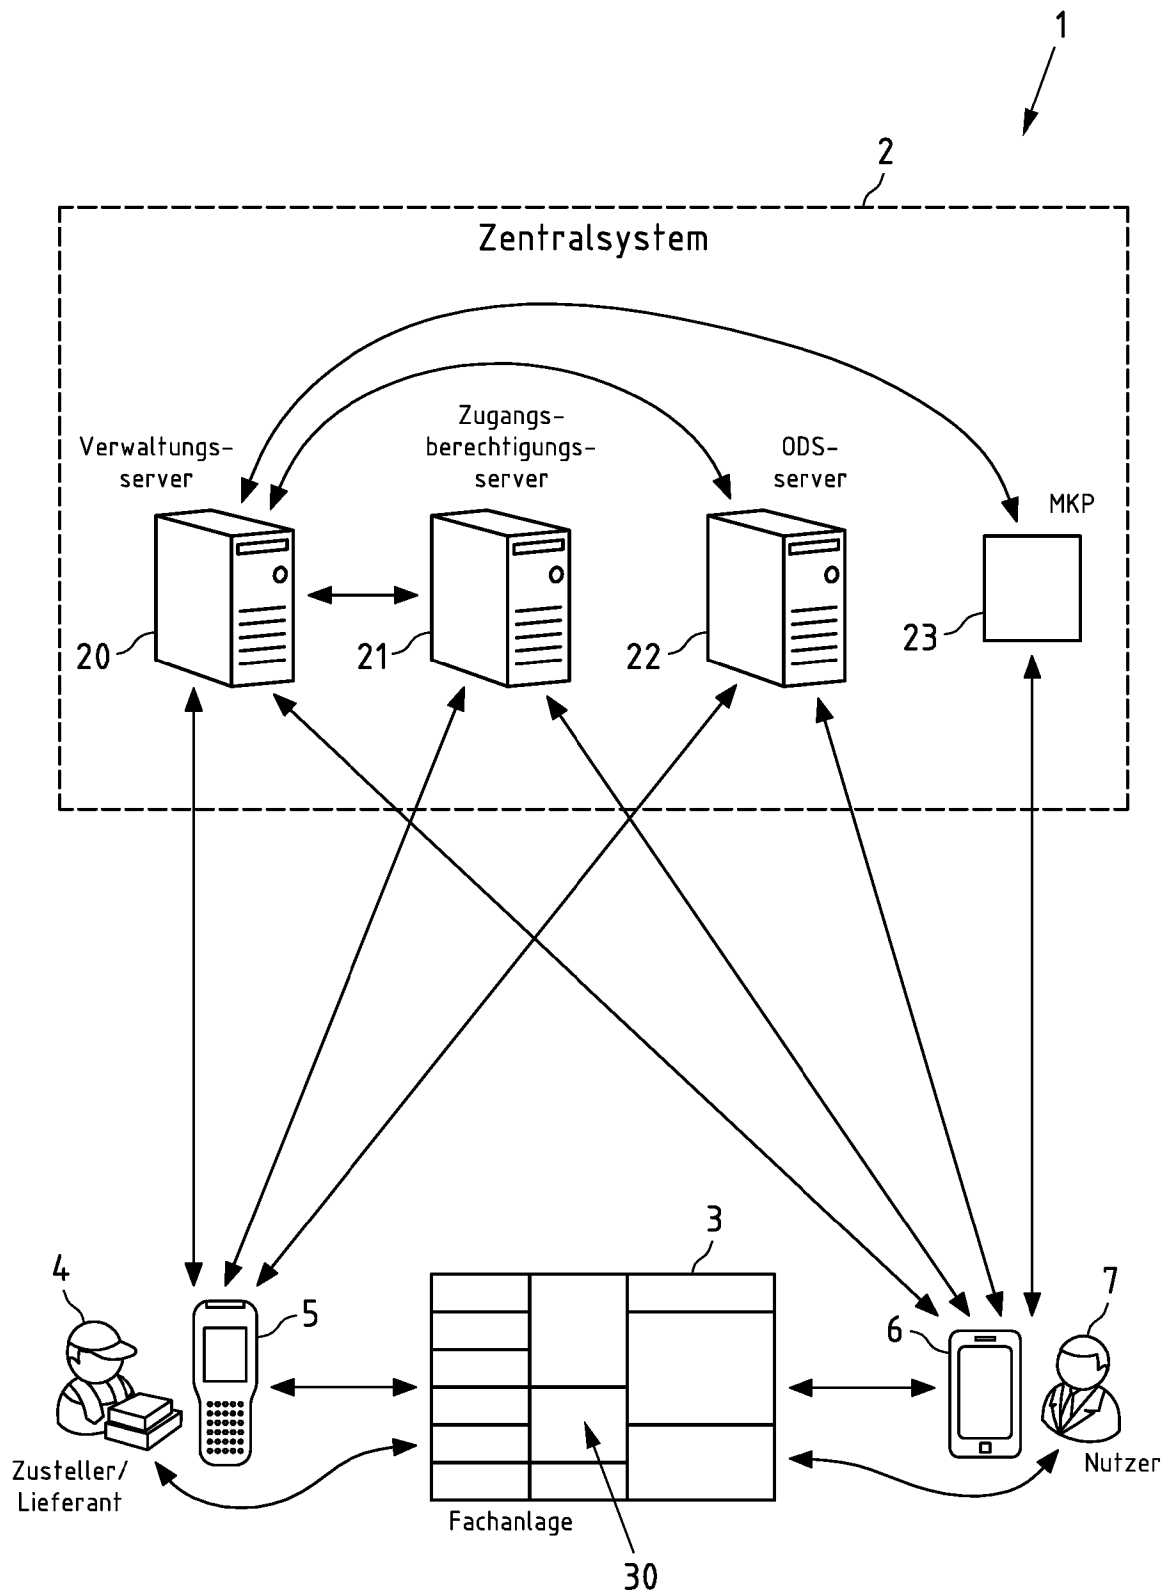 1
2
Zentralsystem
Verwaltungs-
server
Zugangs-
berechtigungs-
server
ODS-
server
MKP
20
21
22
23
3
4
5
6
7
Zusteller/
Lieferant
Fachanlage
Nutzer
30